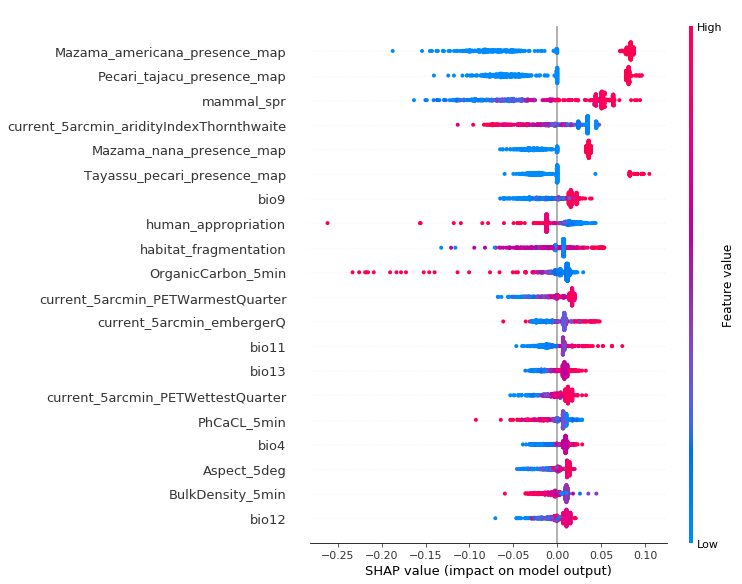 High
Mazama_americana_presence_map
Pecari_tajacu_presence_map
mammal_spr
current_5arcmin_aridityIndexThornthwaite
Mazama_nana_presence_map
Tayassu_pecari_presence_map
bio9
human_appropriation
habitat_fragmentation
OrganicCarbon_5min
current_5arcmin_PETWarmestQuarter
current_5arcmin_embergerQ
bio11
bio13
current_5arcmin_PETWettestQuarter
PhCaCL_5min
bio4
Aspect_5deg
BulkDensity_5min
bio12
Feature value
Low
−0.25 −0.20 −0.15 −0.10 −0.05 0.00 0.05 0.10
SHAP value (impact on model output)